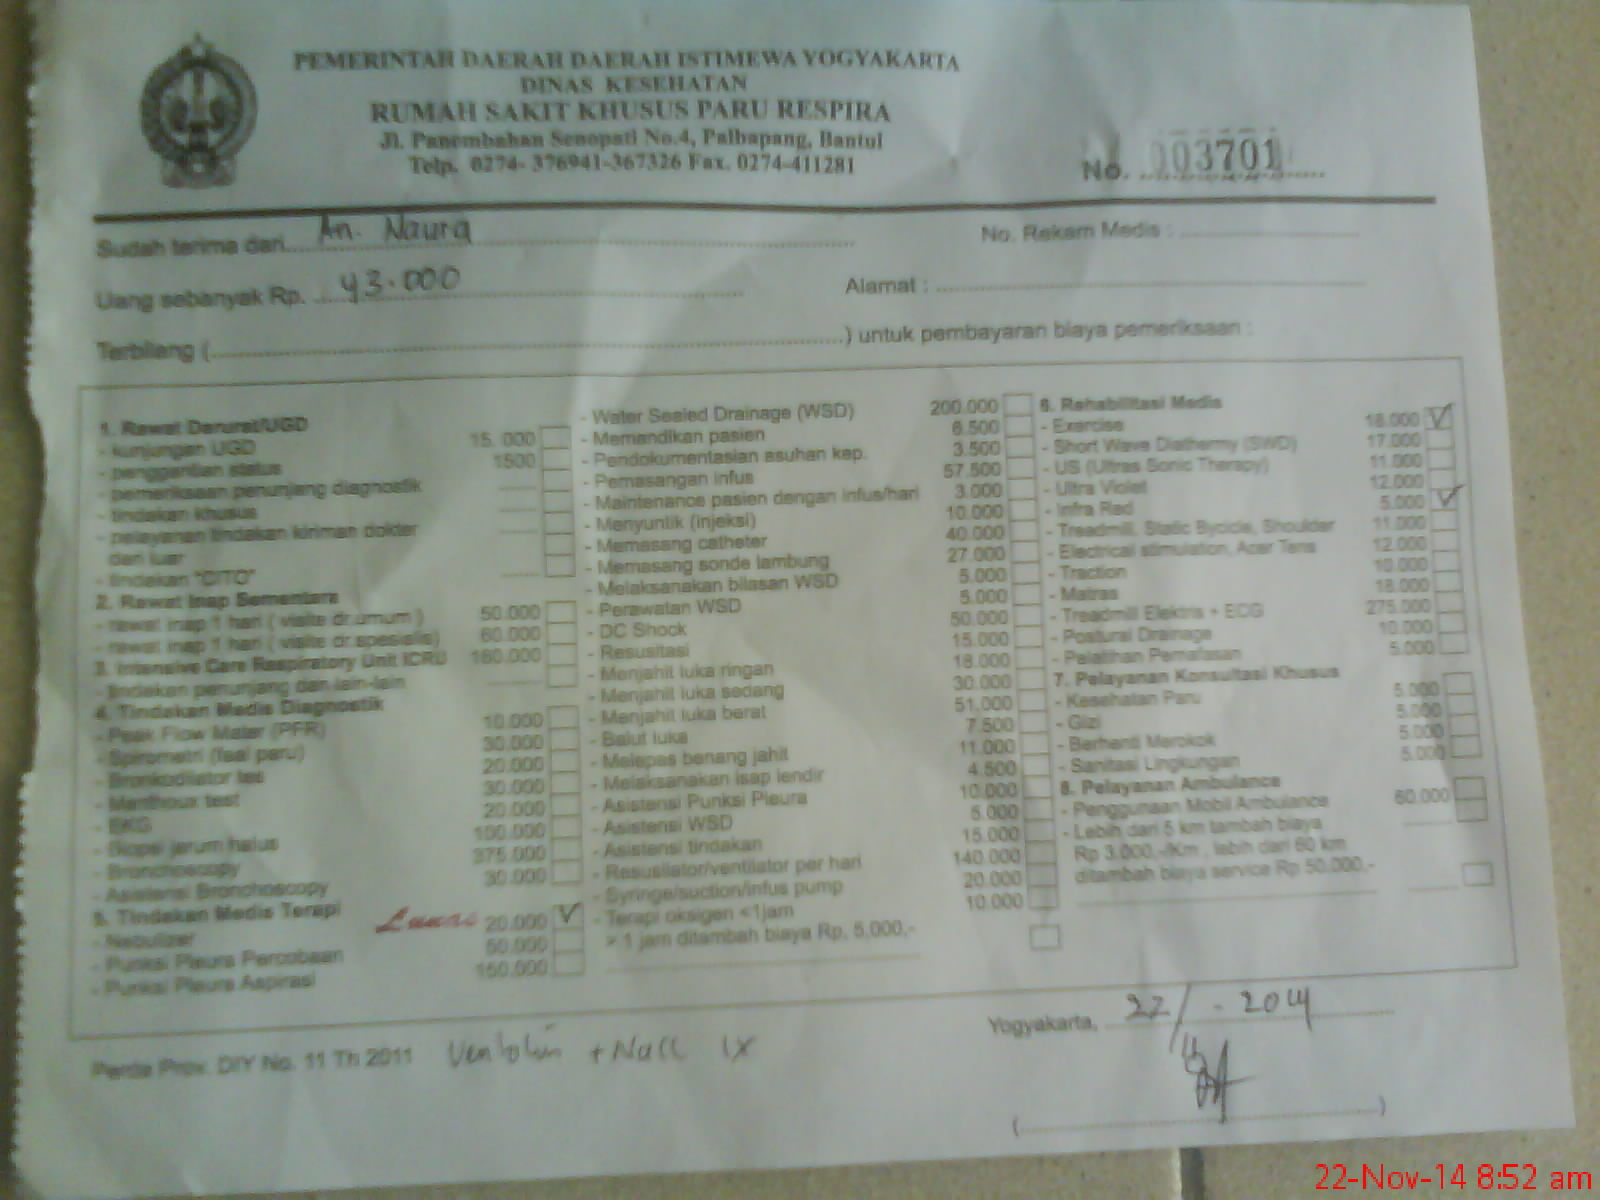 PEMERINTAH DAERAH DAERAH ISTIMEWA YOGYAKARTA
DINAS KESEHATAN
RUMAH SAKIT KHUSUS PARU RESPIRA
Jl. Panembahan Senopati No.4, Palbapang, Bantul
Telp. 0274- 376941-367326 Fax. 0274-411281
No. 003701
Sudah terima dari An. Naura
No. Rekam Medis :
Uang sebanyak Rp. 43.000
Alamat :
Terbilang (
) untuk pembayaran biaya pemeriksaan :
1. Rawat Darurat/UGD
- kunjungan UGD 15.000
- penggantian status 1500
- pemeriksaan penunjang diagnostik
- tindakan khusus
- pelayanan tindakan kiriman dokter
dari luar
- tindakan "CITO"
2. Rawat Inap Sementara
- rawat inap 1 hari ( visite dr.umum ) 50.000
- rawat inap 1 hari ( visite dr.spesialis) 60.000
3. Intensive Care Respiratory Unit ICRU 160.000
- tindakan penunjang dan lain-lain
4. Tindakan Medis Diagnostik
- Peak Flow Mater (PFR) 10.000
- Spirometri (faal paru) 30.000
- Bronkodilator tes 20.000
- Manthoux test 30.000
- EKG 20.000
- Biopsi jarum halus 100.000
- Bronchoscopy 375.000
- Asistensi Bronchoscopy 30.000
5. Tindakan Medis Terapi
Lunas
- Nebulizer 20.000 V
- Punksi Pleura Percobaan 50.000
- Punksi Pleura Aspirasi 150.000
- Water Sealed Drainage (WSD) 200.000
- Memandikan pasien 6.500
- Pendokumentasian asuhan kep. 3.500
- Pemasangan infus 57.500
- Maintenance pasien dengan infus/hari 3.000
- Menyuntik (injeksi) 10.000
- Memasang catheter 40.000
- Memasang sonde lambung 27.000
- Melaksanakan bilasan WSD 5.000
- Perawatan WSD 5.000
- DC Shock 50.000
- Resusitasi 15.000
- Menjahit luka ringan 18.000
- Menjahit luka sedang 30.000
- Menjahit luka berat 51.000
- Balut luka 7.500
- Melepas benang jahit 11.000
- Melaksanakan isap lendir 4.500
- Asistensi Punksi Pleura 10.000
- Asistensi WSD 5.000
- Asistensi tindakan 15.000
- Resusilator/ventilator per hari 140.000
- Syringe/suction/infus pump 20.000
- Terapi oksigen <1jam 10.000
> 1 jam ditambah biaya Rp. 5.000,-
6. Rehabilitasi Medis
- Exercise 18.000 V
- Short Wave Diathermy (SWD) 17.000
- US (Ultras Sonic Therapy) 11.000
- Ultra Violet 12.000
- Infra Red 5.000 V
- Treadmill, Static Bycicle, Shoulder 11.000
- Electrical stimulation, Acer Tens 12.000
- Traction 10.000
- Matras 18.000
- Treadmill Elektris + ECG 275.000
- Postural Drainage 10.000
- Pelatihan Pernafasan 5.000
7. Pelayanan Konsultasi Khusus
- Kesehatan Paru 5.000
- Gizi 5.000
- Berhenti Merokok 5.000
- Sanitasi Lingkungan 5.000
8. Pelayanan Ambulance
- Penggunaan Mobil Ambulance 60.000
- Lebih dari 5 km tambah biaya
Rp 3.000,-/Km , lebih dari 60 km
ditambah biaya service Rp 50.000,-
Yogyakarta, 22/ - 2014
11
Perda Prov. DIY No. 11 Th 2011 Ventolin + Nacl 1x
( )
22-Nov-14 8:52 am